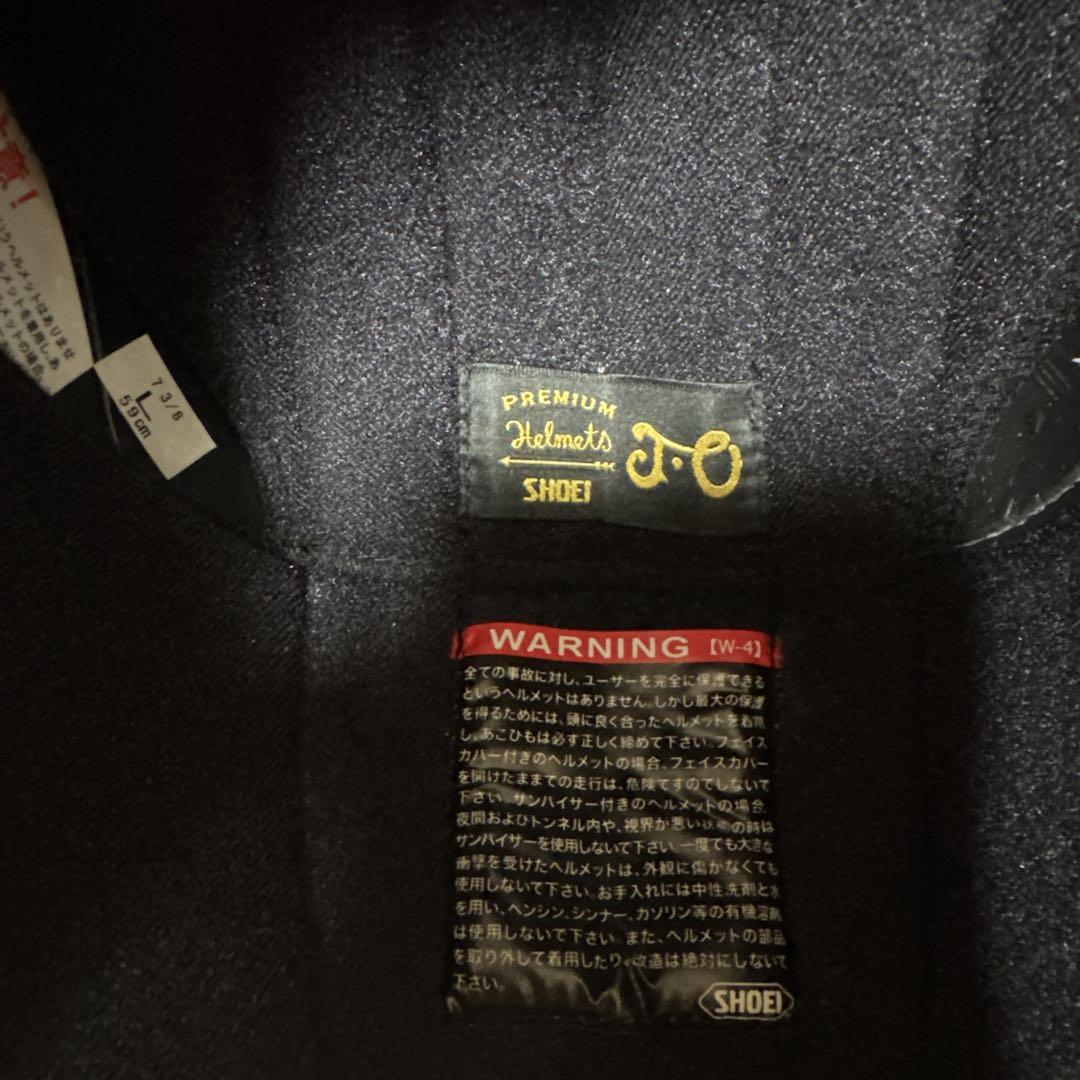 意!
いうヘルメットはありませ
7 3/8
L
59cm
PREMIUM
Helmets
SHOEI
J・O
WARNING 【W-4】
全ての事故に対し、ユーザーを完全に保護できる
というヘルメットはありません。しかし最大の保護
を得るためには、頭に良く合ったヘルメットを着用
し、あごひもは必ず正しく締めて下さい。フェイス
カバー付きのヘルメットの場合、フェイスカバー
を開けたままでの走行は、危険ですのでしないで
下さい。サンバイザー付きのヘルメットの場合、
夜間およびトンネル内や、視界が悪い状態の時は
サンバイザーを使用しないで下さい。一度でも大きな
衝撃を受けたヘルメットは、外観に傷がなくても
使用しないで下さい。お手入れには中性洗剤と水
を用い、ベンジン、シンナー、ガソリン等の有機溶剤
は使用しないで下さい。また、ヘルメットの部品
を取り外して着用したり、改造は絶対にしないで
下さい。
SHOEI